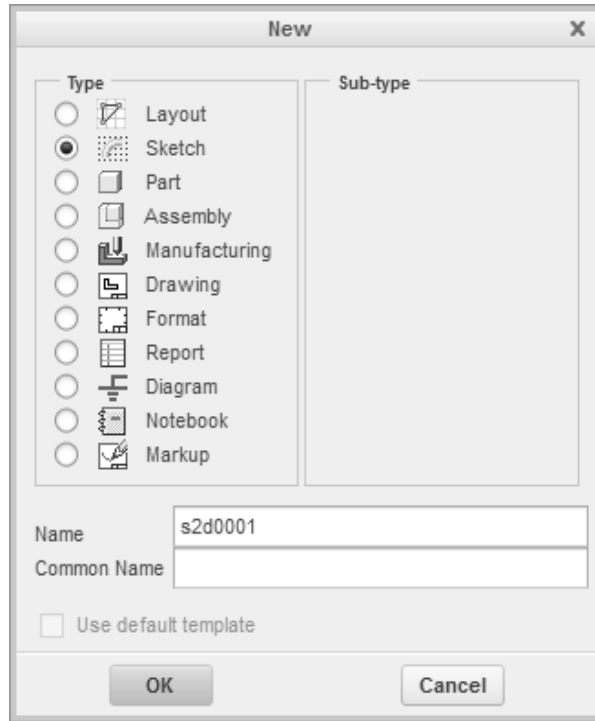 New
Type
Sub-type
Layout
Sketch
Part
Assembly
Manufacturing
Drawing
Format
Report
Diagram
Notebook
Markup
Name s2d0001
Common Name
Use default template
OK Cancel